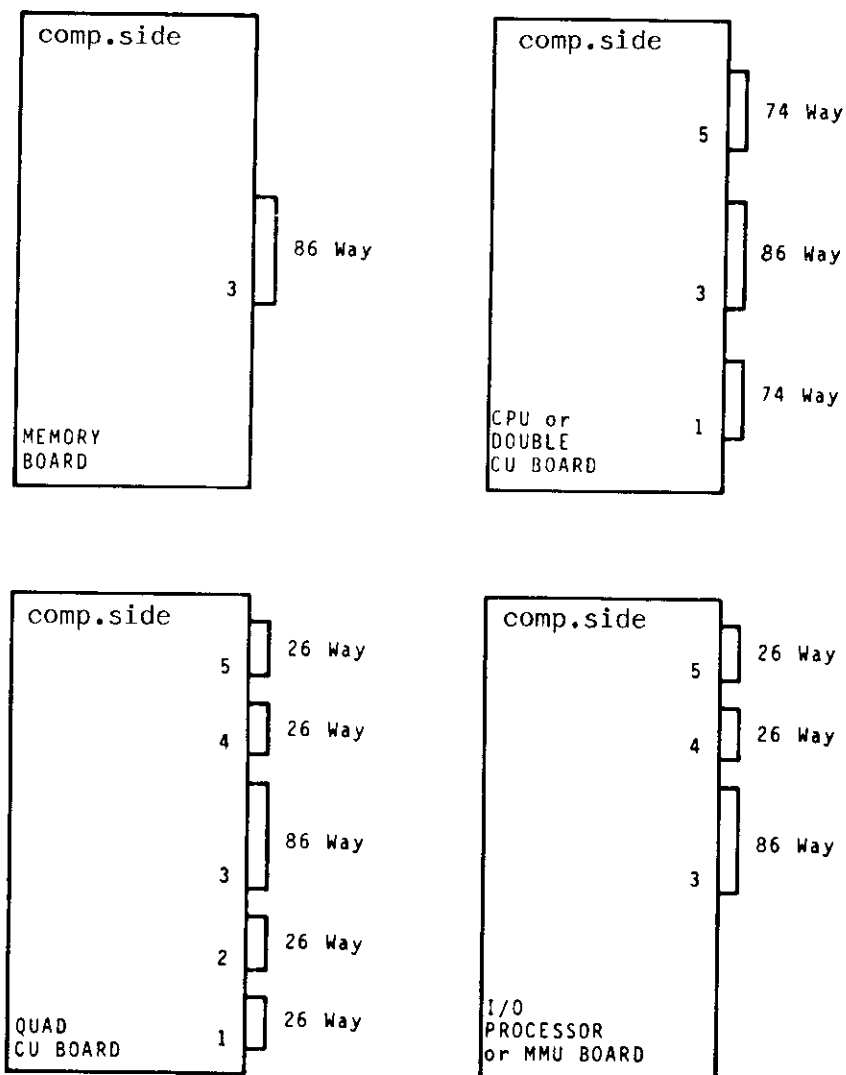 comp.side
86 Way
3
MEMORY
BOARD
comp.side
74 Way
5
86 Way
3
74 Way
1
CPU or
DOUBLE
CU BOARD
comp.side
26 Way
5
26 Way
4
86 Way
3
26 Way
2
26 Way
1
QUAD
CU BOARD
comp.side
26 Way
5
26 Way
4
86 Way
3
I/O
PROCESSOR
or MMU BOARD